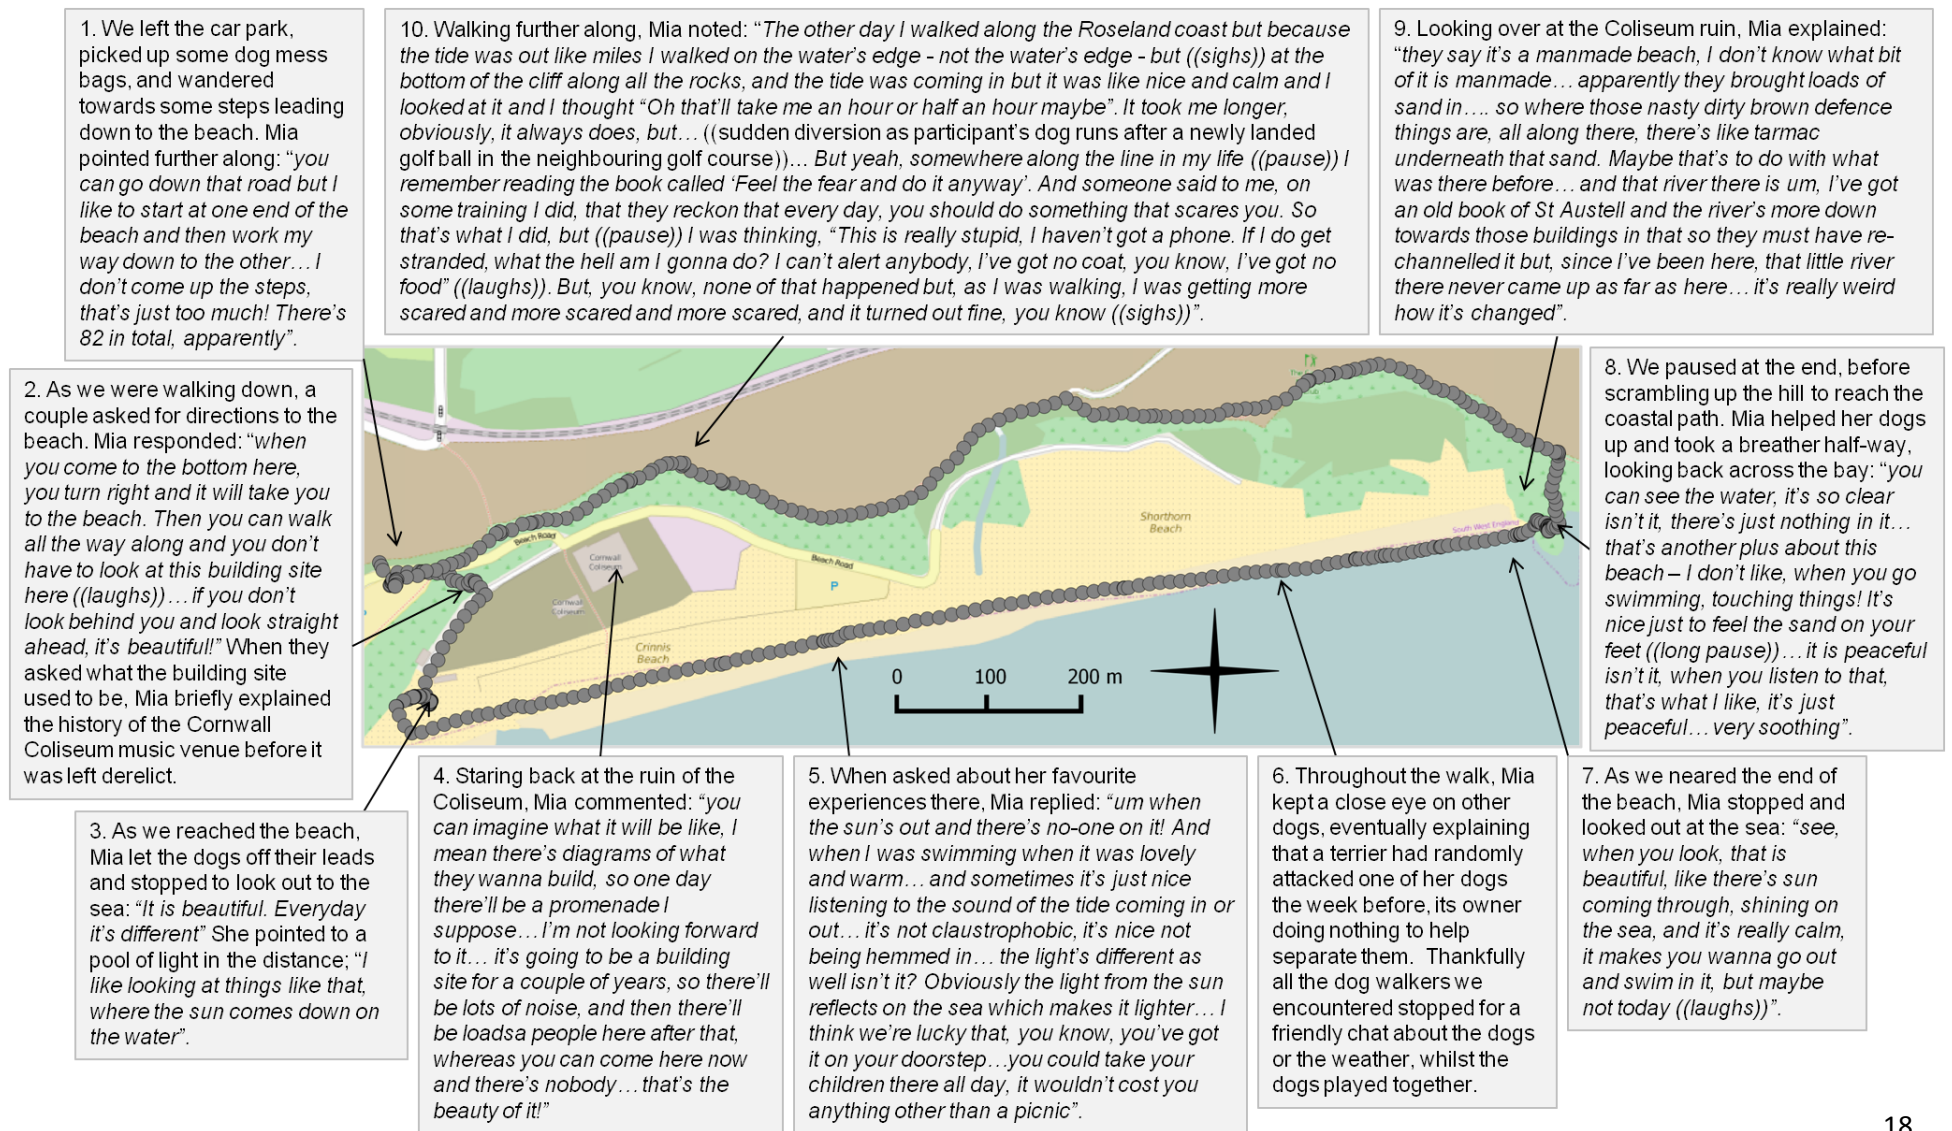 1. We left the car park,
picked up some dog mess
bags, and wandered
towards some steps leading
down to the beach. Mia
pointed further along: “you
can go down that road but I
like to start at one end of the
beach and then work my
way down to the other… I
don’t come up the steps,
that’s just too much! There’s
82 in total, apparently”.
10. Walking further along, Mia noted: “The other day I walked along the Roseland coast but because
the tide was out like miles I walked on the water’s edge - not the water’s edge - but ((sighs)) at the
bottom of the cliff along all the rocks, and the tide was coming in but it was like nice and calm and I
looked at it and I thought “Oh that’ll take me an hour or half an hour maybe”. It took me longer,
obviously, it always does, but… ((sudden diversion as participant’s dog runs after a newly landed
golf ball in the neighbouring golf course))… But yeah, somewhere along the line in my life ((pause)) I
remember reading the book called ‘Feel the fear and do it anyway’. And someone said to me, on
some training I did, that they reckon that every day, you should do something that scares you. So
that’s what I did, but ((pause)) I was thinking, “This is really stupid, I haven’t got a phone. If I do get
stranded, what the hell am I gonna do? I can’t alert anybody, I’ve got no coat, you know, I’ve got no
food” ((laughs)). But, you know, none of that happened but, as I was walking, I was getting more
scared and more scared and more scared, and it turned out fine, you know ((sighs))”.
9. Looking over at the Coliseum ruin, Mia explained:
“they say it’s a manmade beach, I don’t know what bit
of it is manmade… apparently they brought loads of
sand in…. so where those nasty dirty brown defence
things are, all along there, there’s like tarmac
underneath that sand. Maybe that’s to do with what
was there before… and that river there is um, I’ve got
an old book of St Austell and the river’s more down
towards those buildings in that so they must have re-
channelled it but, since I’ve been here, that little river
there never came up as far as here… it’s really weird
how it’s changed”.
2. As we were walking down, a
couple asked for directions to the
beach. Mia responded: “when
you come to the bottom here,
you turn right and it will take you
to the beach. Then you can walk
all the way along and you don’t
have to look at this building site
here ((laughs))… if you don’t
look behind you and look straight
ahead, it’s beautiful!” When they
asked what the building site
used to be, Mia briefly explained
the history of the Cornwall
Coliseum music venue before it
was left derelict.
8. We paused at the end, before
scrambling up the hill to reach the
coastal path. Mia helped her dogs
up and took a breather half-way,
looking back across the bay: “you
can see the water, it’s so clear
isn’t it, there’s just nothing in it…
that’s another plus about this
beach – I don’t like, when you go
swimming, touching things! It’s
nice just to feel the sand on your
feet ((long pause))… it is peaceful
isn’t it, when you listen to that,
that’s what I like, it’s just
peaceful… very soothing”.
Beach Road
Cornwall
Coliseum
Cornwall
Coliseum
Beach Road
P
P
Shorthorn
Beach
South West England
Crinnis
Beach
0 100 200 m
3. As we reached the beach,
Mia let the dogs off their leads
and stopped to look out to the
sea: “It is beautiful. Everyday
it’s different” She pointed to a
pool of light in the distance; “I
like looking at things like that,
where the sun comes down on
the water”.
4. Staring back at the ruin of the
Coliseum, Mia commented: “you
can imagine what it will be like, I
mean there’s diagrams of what
they wanna build, so one day
there’ll be a promenade I
suppose… I’m not looking forward
to it… it’s going to be a building
site for a couple of years, so there’ll
be lots of noise, and then there’ll
be loadsa people here after that,
whereas you can come here now
and there’s nobody… that’s the
beauty of it!”
5. When asked about her favourite
experiences there, Mia replied: “um when
the sun’s out and there’s no-one on it! And
when I was swimming when it was lovely
and warm… and sometimes it’s just nice
listening to the sound of the tide coming in or
out… it’s not claustrophobic, it’s nice not
being hemmed in… the light’s different as
well isn’t it? Obviously the light from the sun
reflects on the sea which makes it lighter… I
think we’re lucky that, you know, you’ve got
it on your doorstep…you could take your
children there all day, it wouldn’t cost you
anything other than a picnic”.
6. Throughout the walk, Mia
kept a close eye on other
dogs, eventually explaining
that a terrier had randomly
attacked one of her dogs
the week before, its owner
doing nothing to help
separate them. Thankfully
all the dog walkers we
encountered stopped for a
friendly chat about the dogs
or the weather, whilst the
dogs played together.
7. As we neared the end of
the beach, Mia stopped and
looked out at the sea: “see,
when you look, that is
beautiful, like there’s sun
coming through, shining on
the sea, and it’s really calm,
it makes you wanna go out
and swim in it, but maybe
not today ((laughs))”.
18